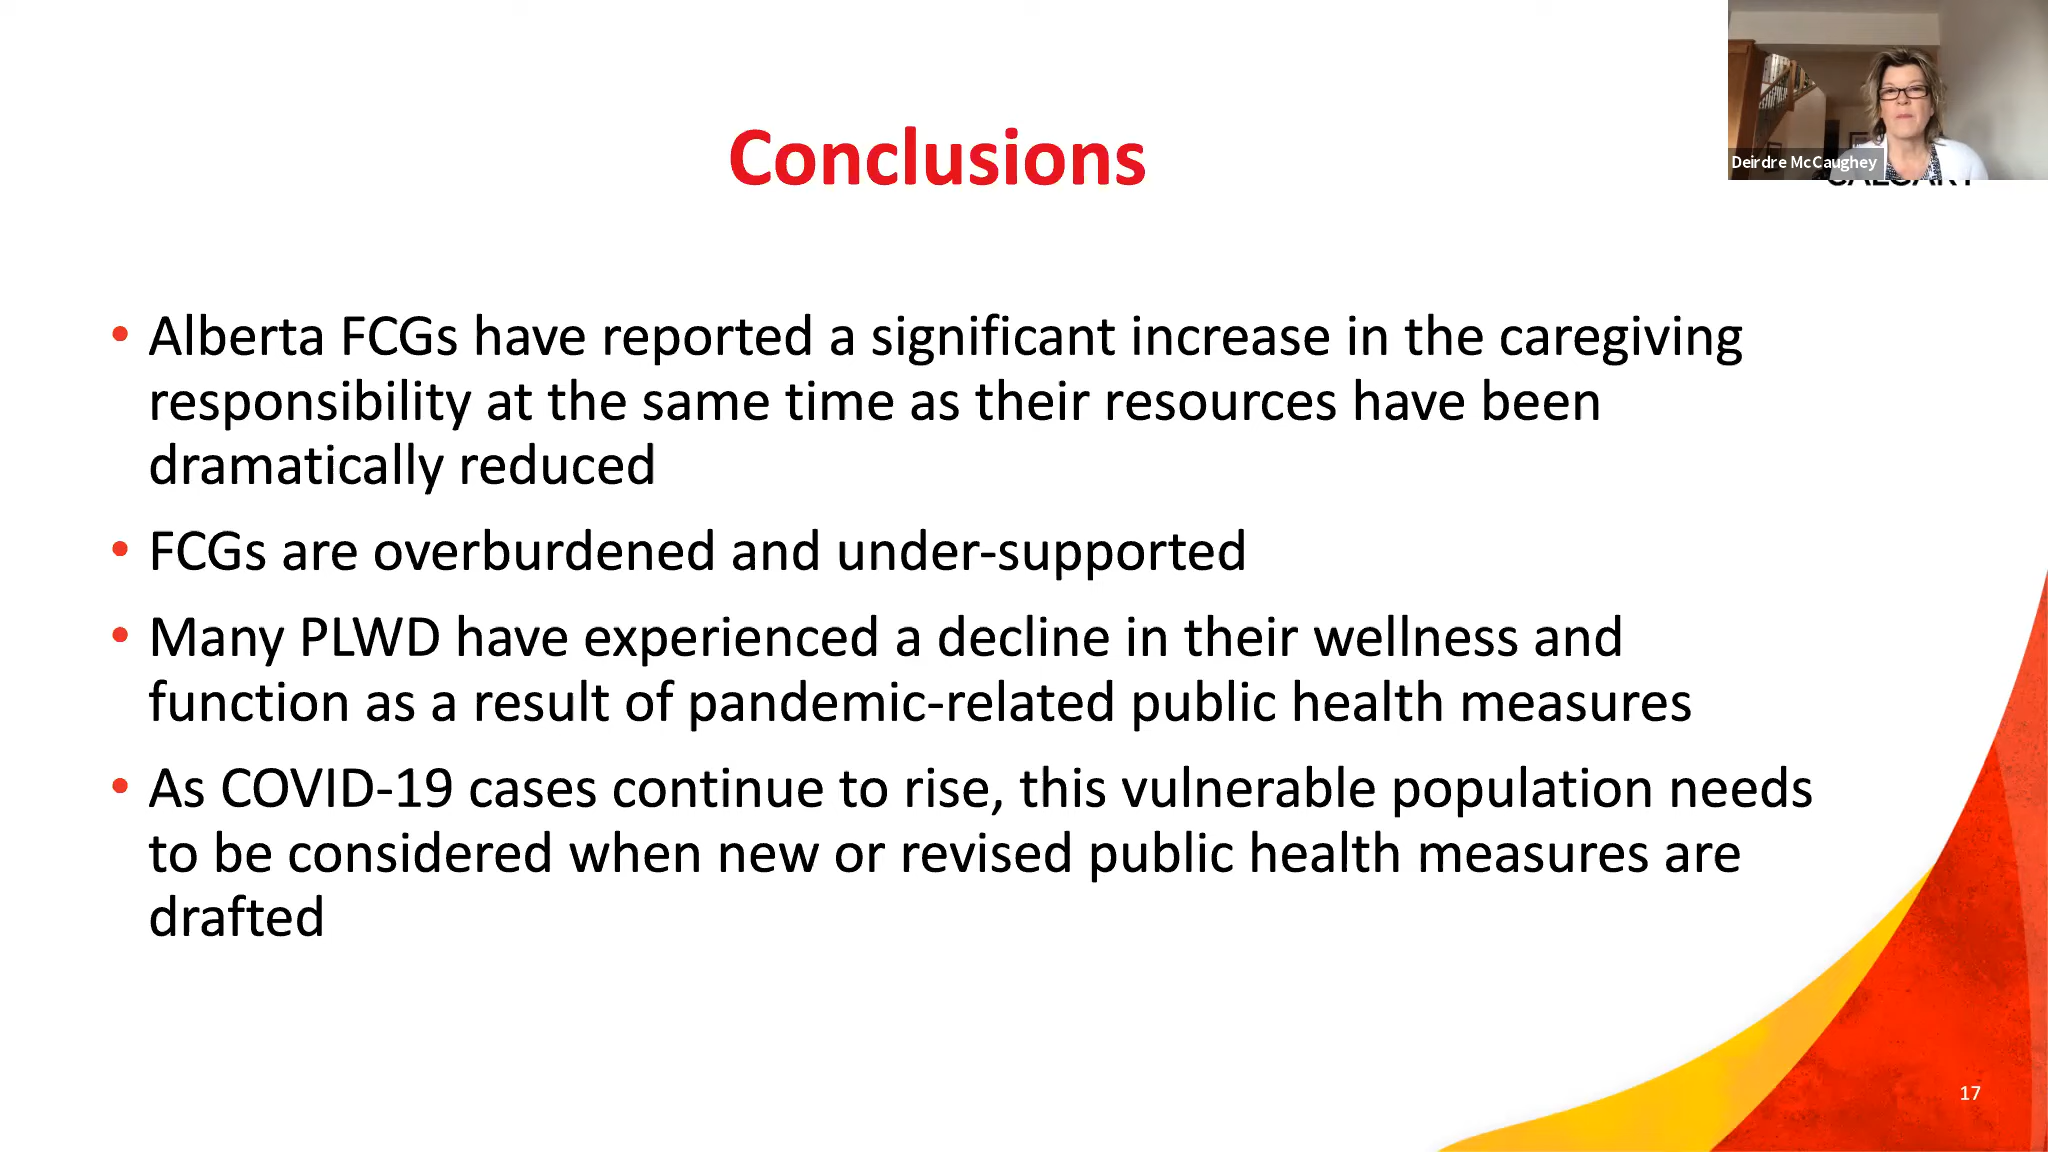 Conclusions
Deirdre McCaughey
• Alberta FCGs have reported a significant increase in the caregiving
responsibility at the same time as their resources have been
dramatically reduced
• FCGs are overburdened and under-supported
• Many PLWD have experienced a decline in their wellness and
function as a result of pandemic-related public health measures
• As COVID-19 cases continue to rise, this vulnerable population needs
to be considered when new or revised public health measures are
drafted
17